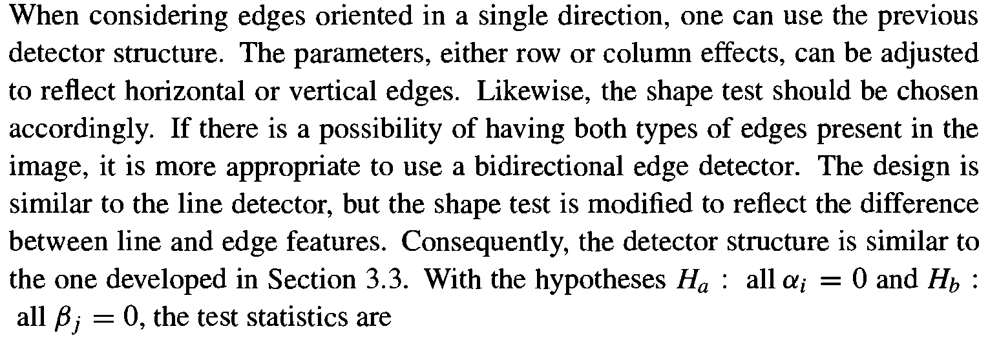 When considering edges oriented in a single direction, one can use the previous
detector structure. The parameters, either row or column effects, can be adjusted
to reflect horizontal or vertical edges. Likewise, the shape test should be chosen
accordingly. If there is a possibility of having both types of edges present in the
image, it is more appropriate to use a bidirectional edge detector. The design is
similar to the line detector, but the shape test is modified to reflect the difference
between line and edge features. Consequently, the detector structure is similar to
the one developed in Section 3.3. With the hypotheses $H_a$ : all $\alpha_i = 0$ and $H_b$ :
all $\beta_j = 0$, the test statistics are